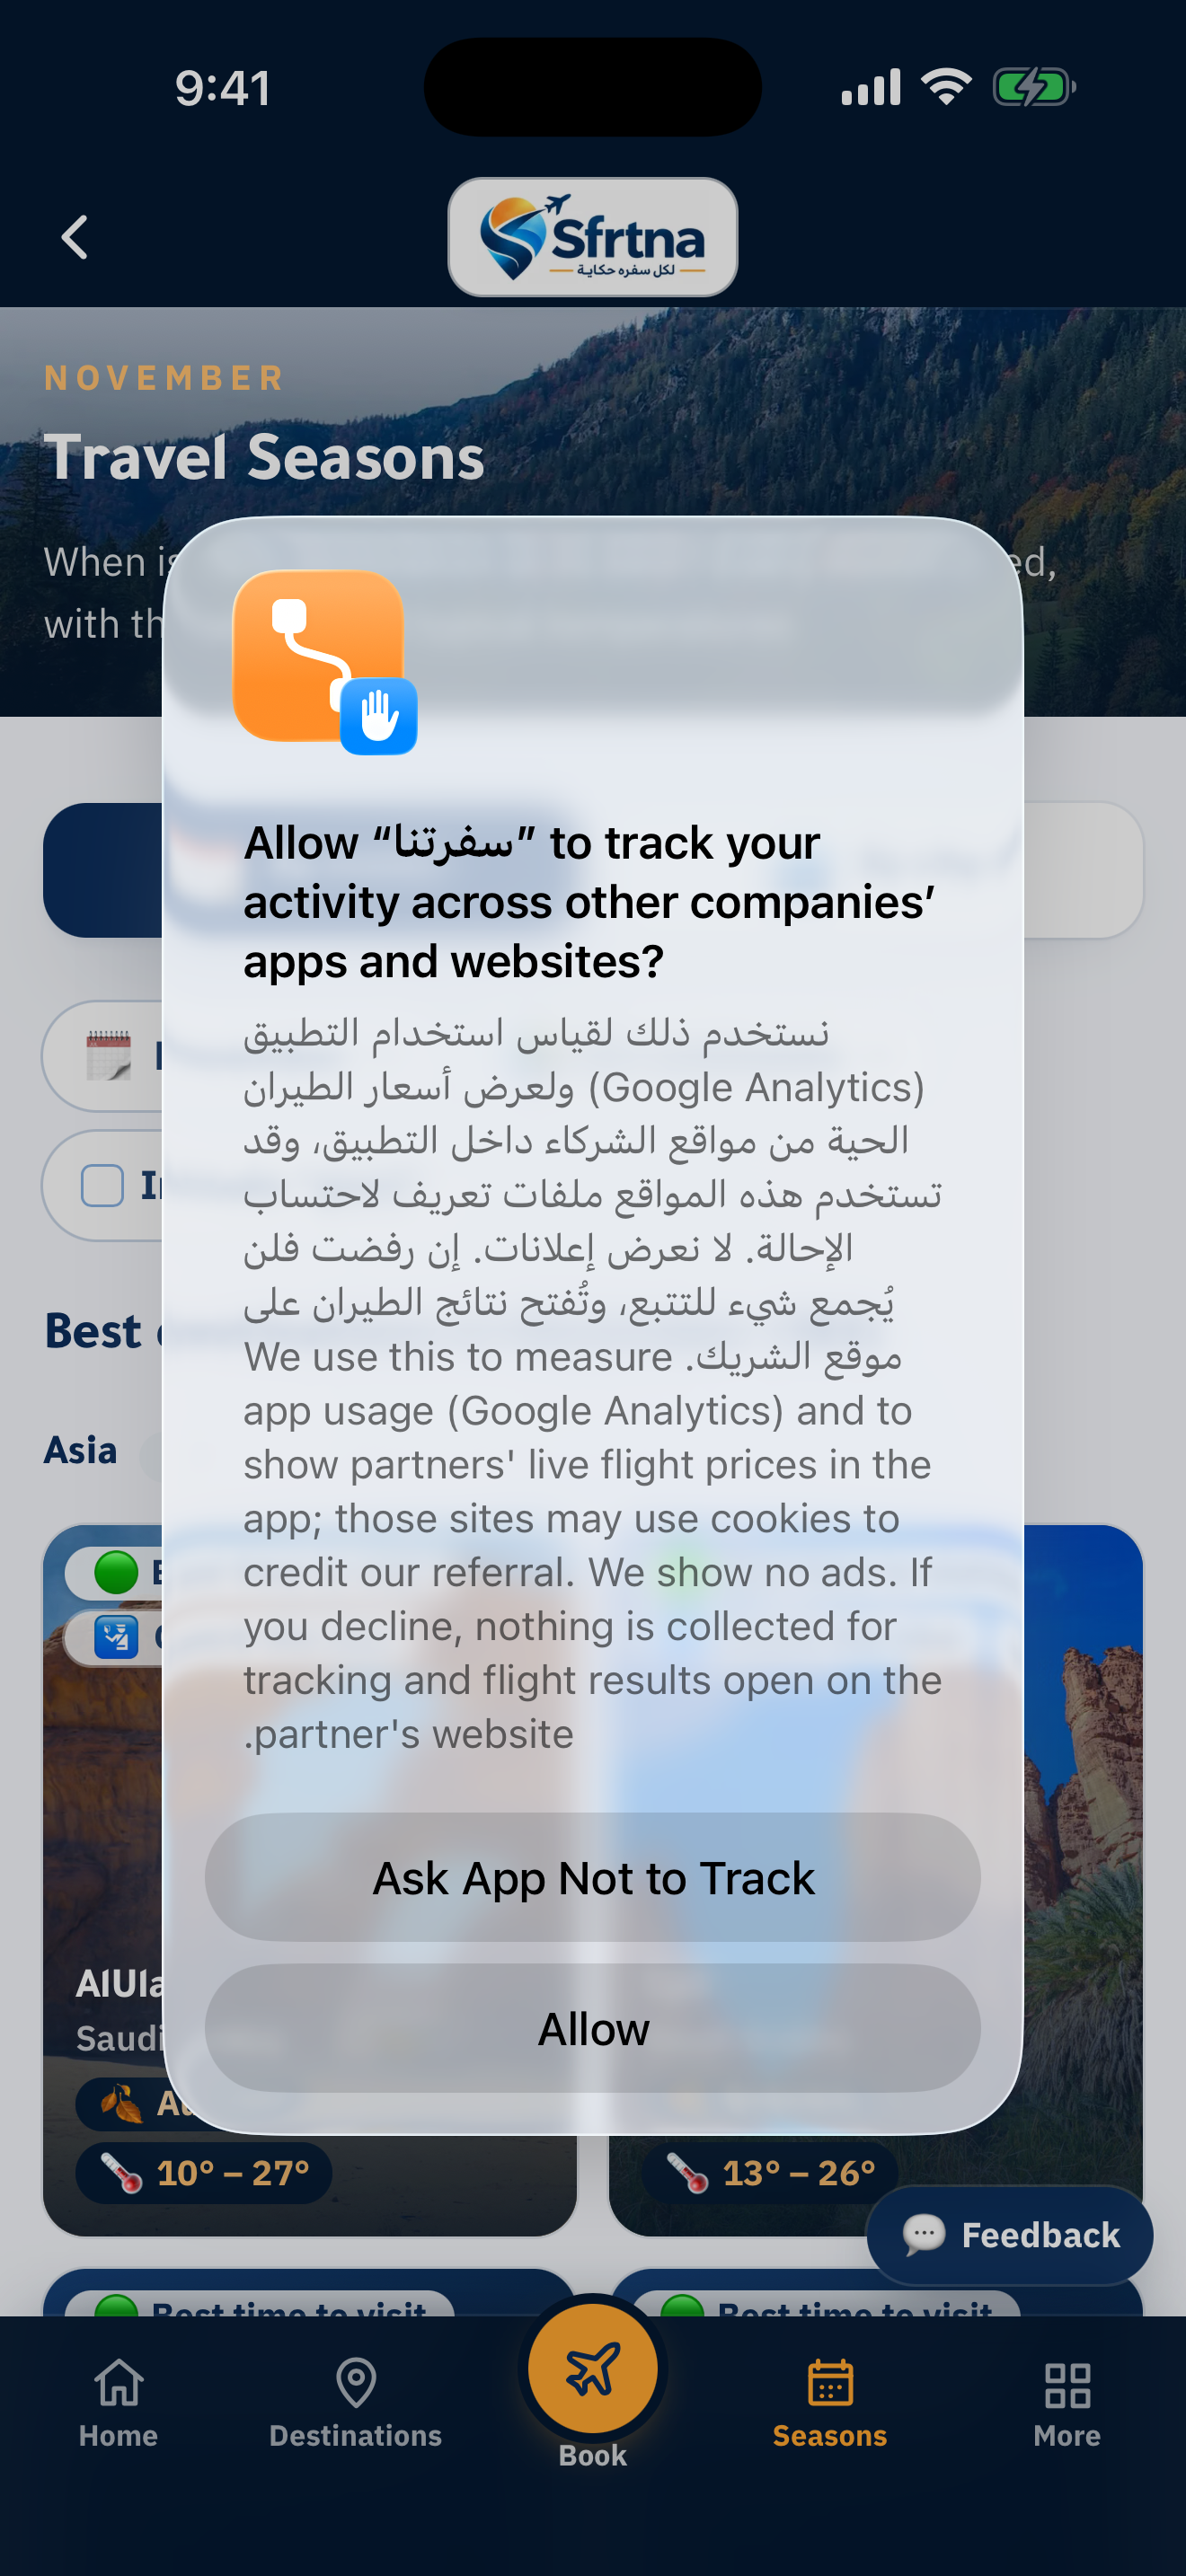 9:41
Sfrtna
لكل سفره حكاية
NOVEMBER
Travel Seasons
When is
ed,
with th
Allow “سفرتنا” to track your
activity across other companies’
apps and websites?
نستخدم ذلك لقياس استخدام التطبيق
(Google Analytics) ولعرض أسعار الطيران
الحية من مواقع الشركاء داخل التطبيق، وقد
تستخدم هذه المواقع ملفات تعريف لاحتساب
الإحالة. لا نعرض إعلانات. إن رفضت فلن
يُجمع شيء للتتبع، وتُفتح نتائج الطيران على
موقع الشريك. We use this to measure
app usage (Google Analytics) and to
show partners' live flight prices in the
app; those sites may use cookies to
credit our referral. We show no ads. If
you decline, nothing is collected for
tracking and flight results open on the
partner's website.
Ask App Not to Track
Allow
Best
Asia
AlUla
Saudi
10° – 27°
13° – 26°
Feedback
Best time to visit
Best time to visit
Home
Destinations
Book
Seasons
More